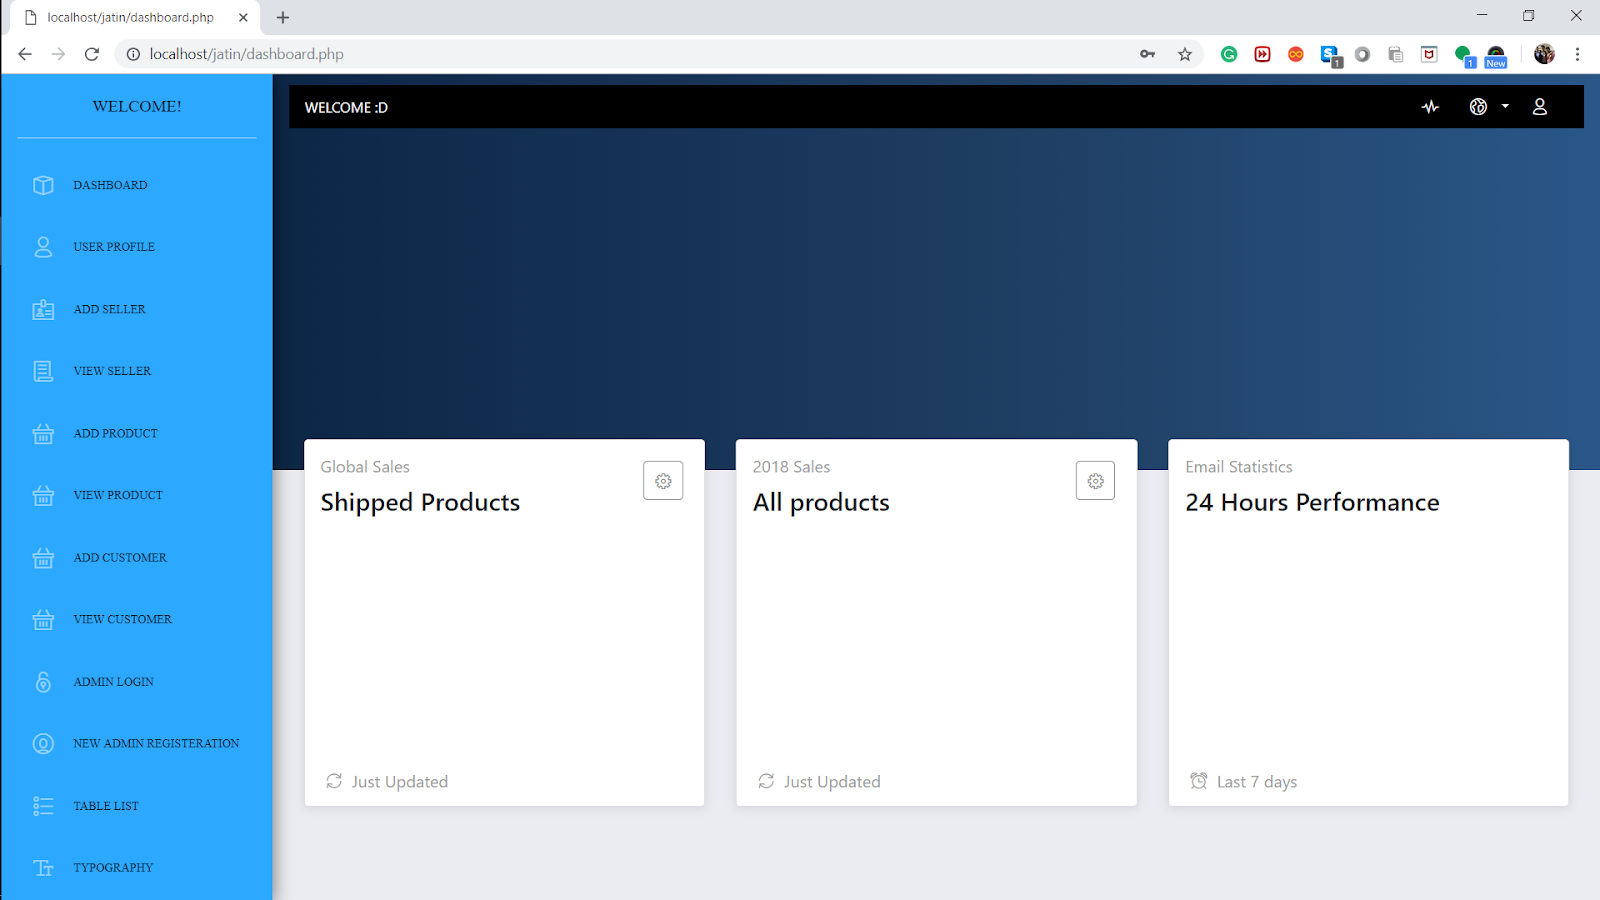 localhost/jatin/dashboard.php
localhost/jatin/dashboard.php
1
1
New
WELCOME!
DASHBOARD
USER PROFILE
ADD SELLER
VIEW SELLER
ADD PRODUCT
VIEW PRODUCT
ADD CUSTOMER
VIEW CUSTOMER
ADMIN LOGIN
NEW ADMIN REGISTERATION
TABLE LIST
TYPOGRAPHY
WELCOME :D
Global Sales
Shipped Products
Just Updated
2018 Sales
All products
Just Updated
Email Statistics
24 Hours Performance
Last 7 days